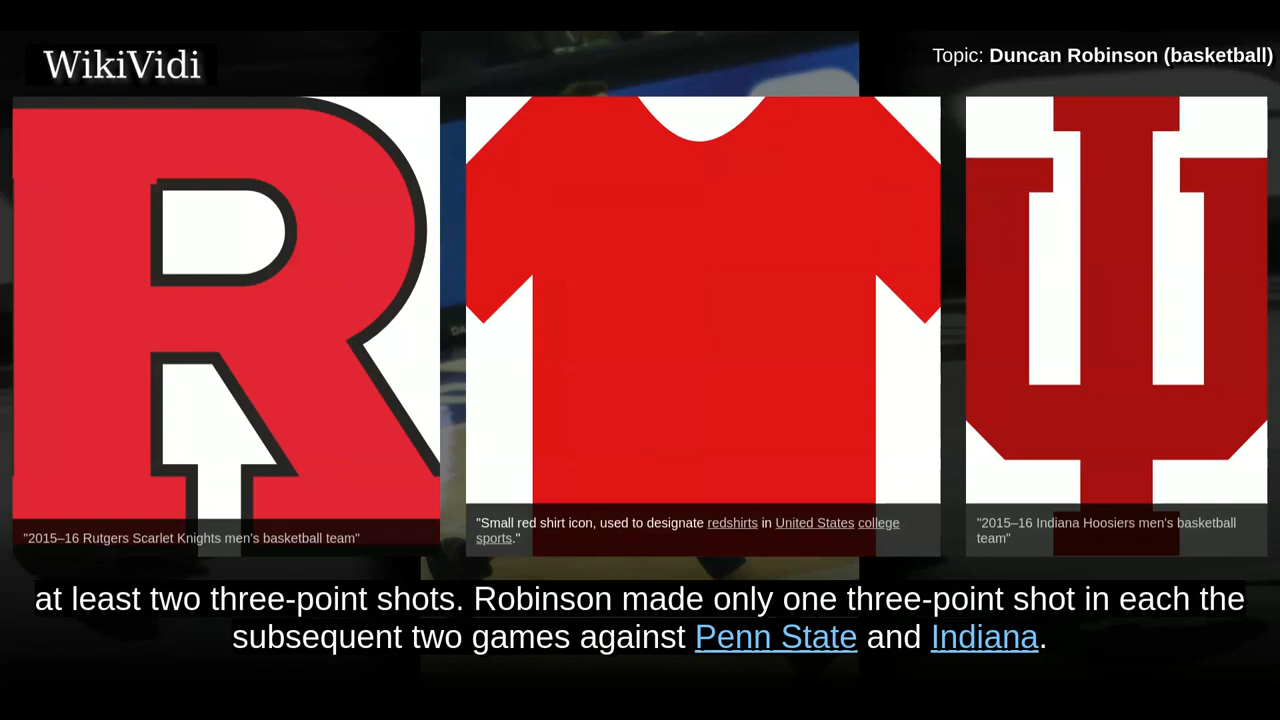 WikiVidi
Topic: Duncan Robinson (basketball)
R
"2015–16 Rutgers Scarlet Knights men's basketball team"
"Small red shirt icon, used to designate redshirts in United States college
sports."
"2015–16 Indiana Hoosiers men's basketball
team"
at least two three-point shots. Robinson made only one three-point shot in each the
subsequent two games against Penn State and Indiana.